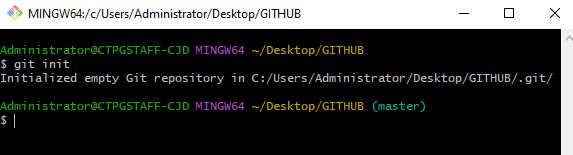 MINGW64:/c/Users/Administrator/Desktop/GITHUB
Administrator@CTPGSTAFF-CJD MINGW64 ~/Desktop/GITHUB
$ git init
Initialized empty Git repository in C:/Users/Administrator/Desktop/GITHUB/.git/
Administrator@CTPGSTAFF-CJD MINGW64 ~/Desktop/GITHUB (master)
$